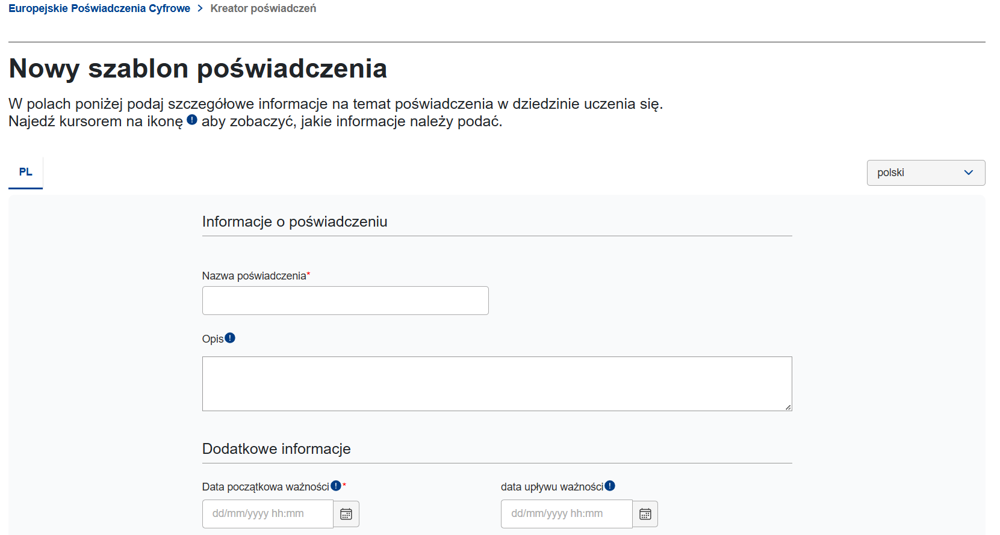 Europejskie Poświadczenia Cyfrowe > Kreator poświadczeń
Nowy szablon poświadczenia
W polach poniżej podaj szczegółowe informacje na temat poświadczenia w dziedzinie uczenia się.
Najedź kursorem na ikonę ! aby zobaczyć, jakie informacje należy podać.
PL
polski
Informacje o poświadczeniu
Nazwa poświadczenia*
Opis !
Dodatkowe informacje
Data początkowa ważności ! * data upływu ważności !
dd/mm/yyyy hh:mm dd/mm/yyyy hh:mm